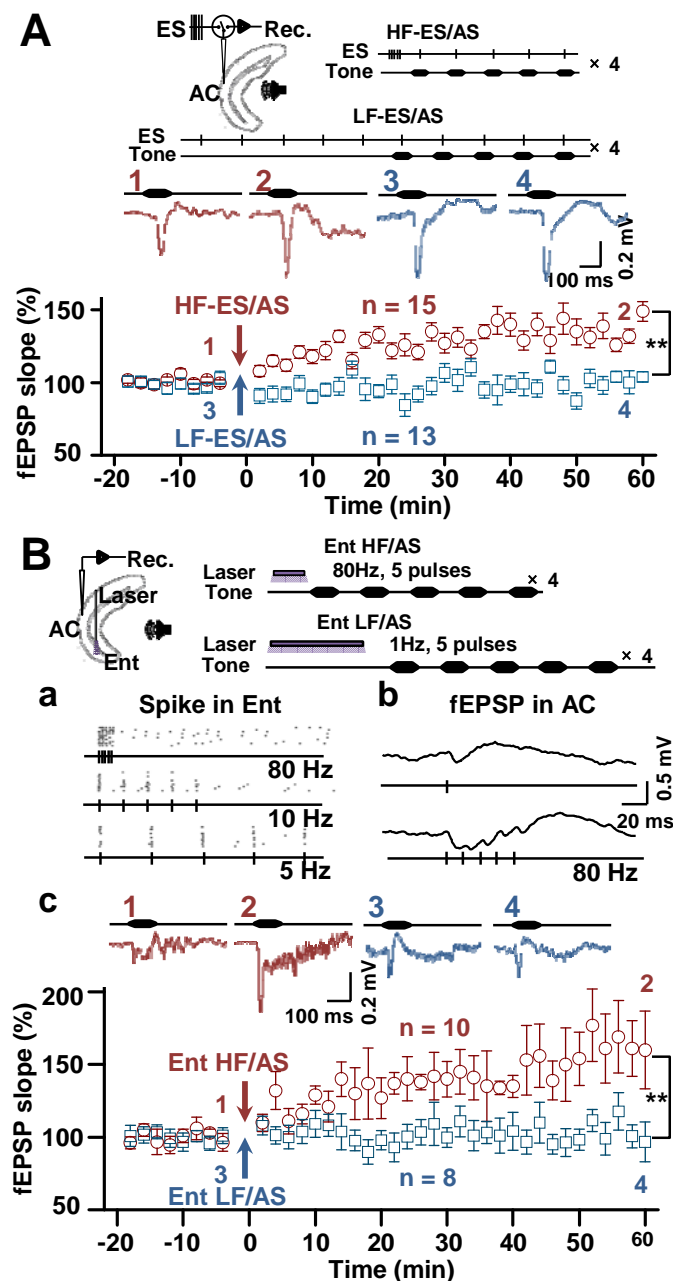 A
ES
Rec.
AC
HF-ES/AS
ES
Tone
× 4
LF-ES/AS
ES
Tone
× 4
1
2
3
4
100 ms
0.2 mV
fEPSP slope (%)
150
100
50
HF-ES/AS
n = 15
1
2
**
3
4
LF-ES/AS
n = 13
-20
-10
0
10
20
30
40
50
60
Time (min)
B
Rec.
Laser
AC
Ent
Ent HF/AS
Laser
80Hz, 5 pulses
Tone
× 4
Ent LF/AS
Laser
1Hz, 5 pulses
Tone
× 4
a
Spike in Ent
80 Hz
10 Hz
5 Hz
b
fEPSP in AC
0.5 mV
20 ms
80 Hz
c
1
2
3
4
100 ms
0.2 mV
fEPSP slope (%)
200
150
100
50
Ent HF/AS
n = 10
1
2
**
3
4
Ent LF/AS
n = 8
-20
-10
0
10
20
30
40
50
60
Time (min)